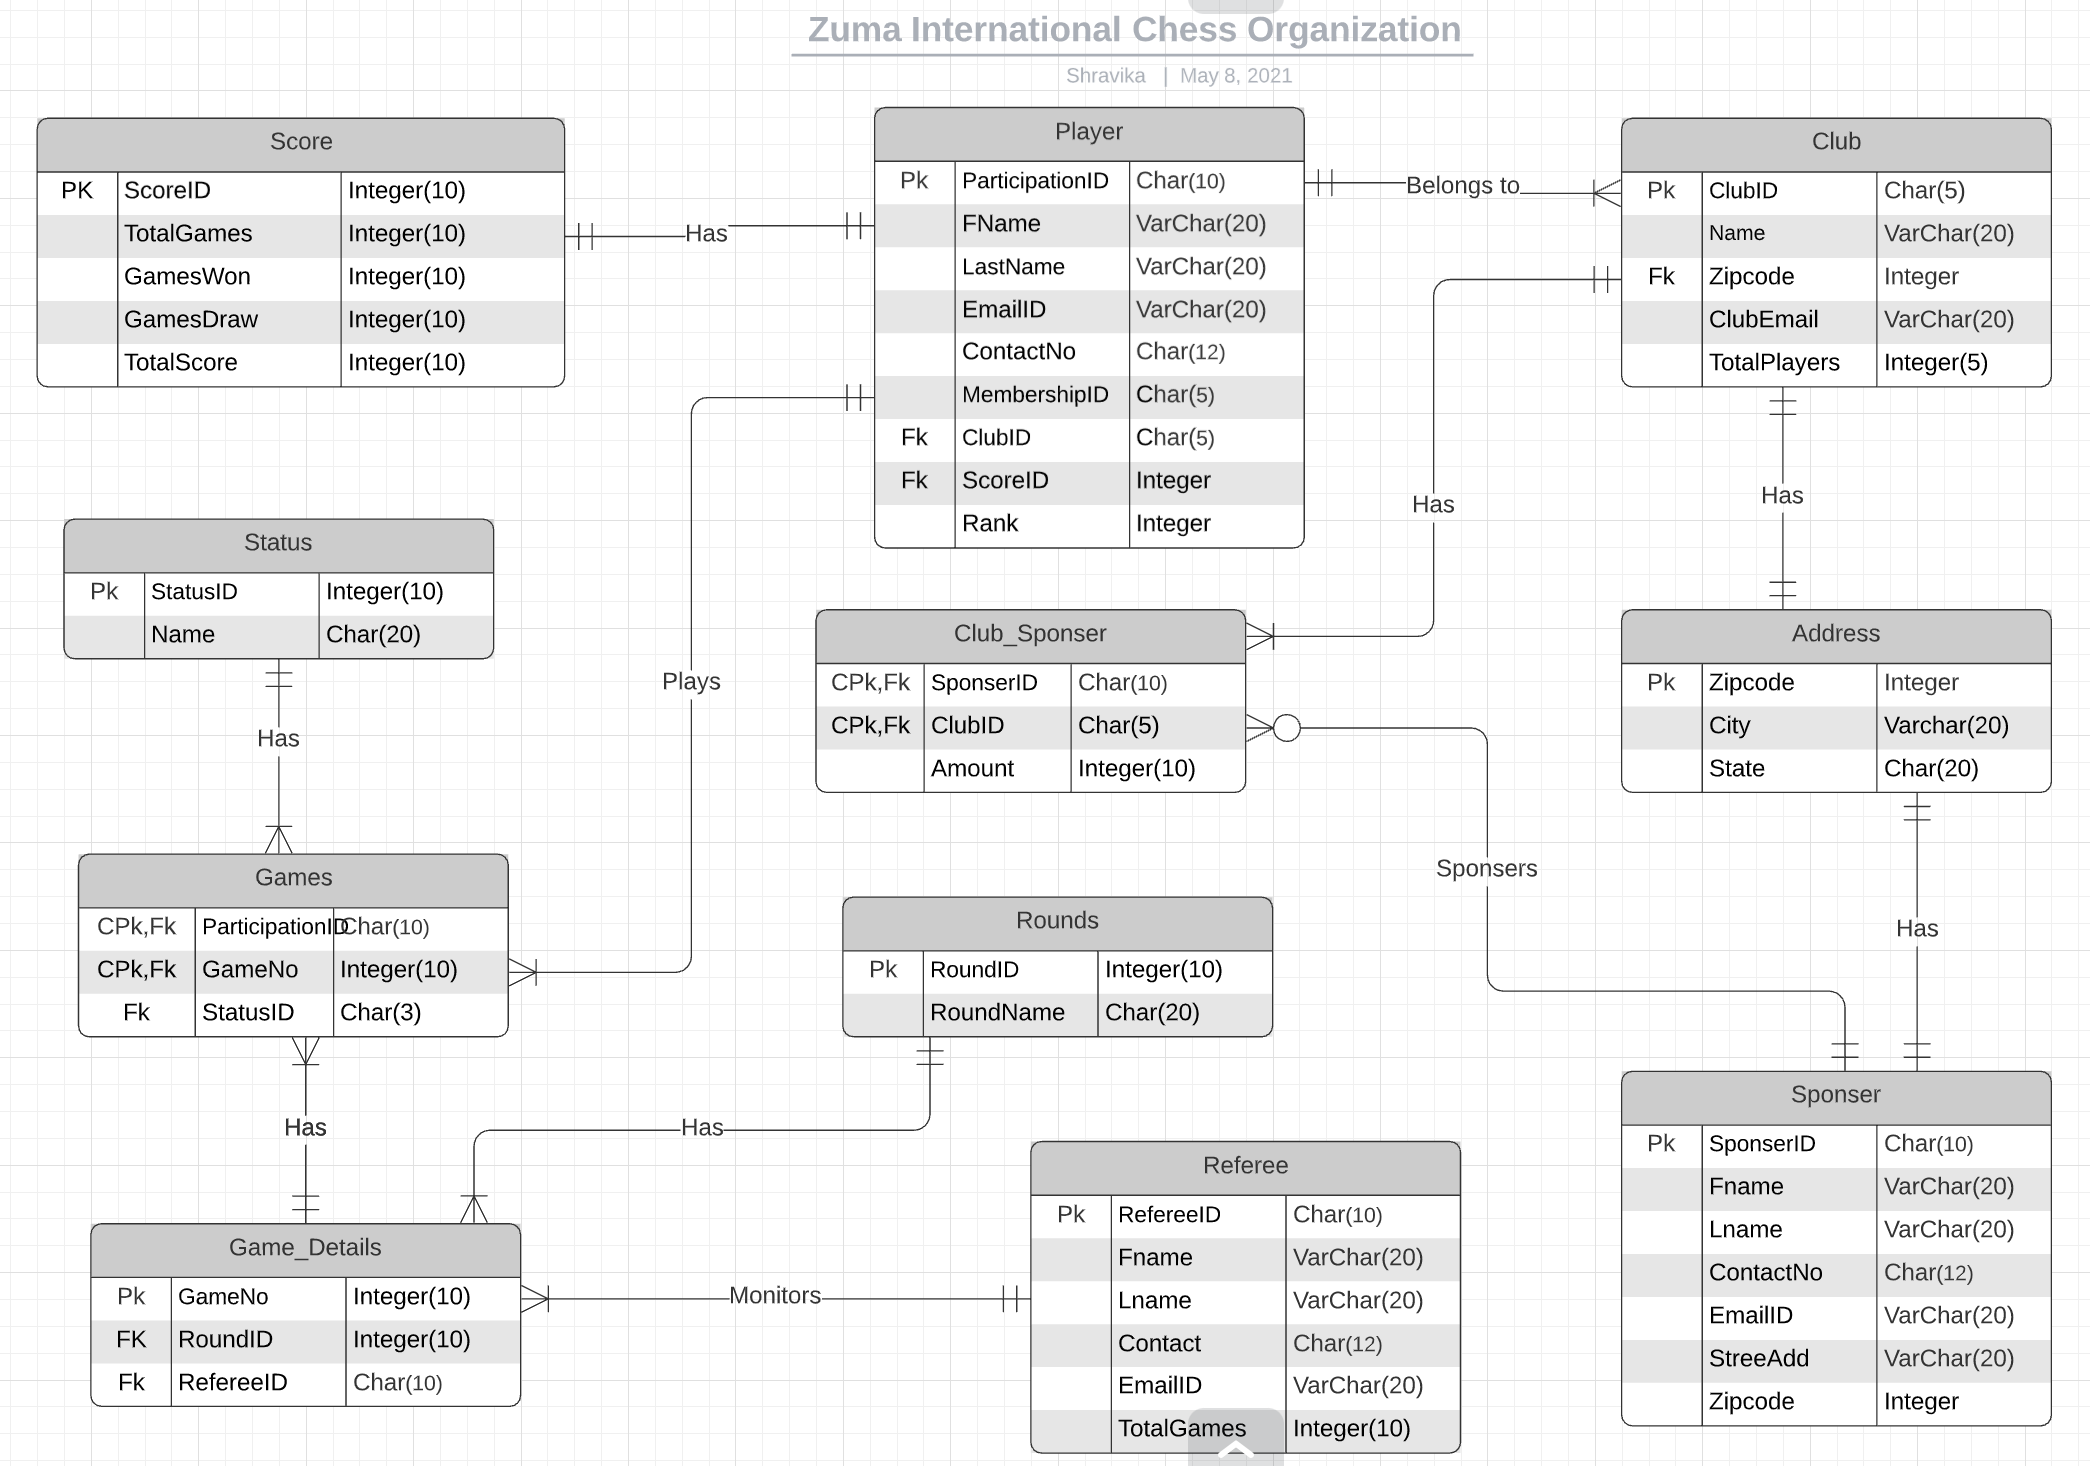 Zuma International Chess Organization
Shravika | May 8, 2021
Score
PK ScoreID Integer(10)
TotalGames Integer(10)
GamesWon Integer(10)
GamesDraw Integer(10)
TotalScore Integer(10)
Has
Player
Pk ParticipationID Char(10)
FName VarChar(20)
LastName VarChar(20)
EmailID VarChar(20)
ContactNo Char(12)
MembershipID Char(5)
Fk ClubID Char(5)
Fk ScoreID Integer
Rank Integer
Belongs to
Club
Pk ClubID Char(5)
Name VarChar(20)
Fk Zipcode Integer
ClubEmail VarChar(20)
TotalPlayers Integer(5)
Has
Has
Status
Pk StatusID Integer(10)
Name Char(20)
Has
Plays
Club_Sponser
CPk,Fk SponserID Char(10)
CPk,Fk ClubID Char(5)
Amount Integer(10)
Address
Pk Zipcode Integer
City Varchar(20)
State Char(20)
Sponsers
Has
Games
CPk,Fk ParticipationID Char(10)
CPk,Fk GameNo Integer(10)
Fk StatusID Char(3)
Rounds
Pk RoundID Integer(10)
RoundName Char(20)
Has
Has
Game_Details
Pk GameNo Integer(10)
FK RoundID Integer(10)
Fk RefereeID Char(10)
Monitors
Referee
Pk RefereeID Char(10)
Fname VarChar(20)
Lname VarChar(20)
Contact Char(12)
EmailID VarChar(20)
TotalGames Integer(10)
Sponser
Pk SponserID Char(10)
Fname VarChar(20)
Lname VarChar(20)
ContactNo Char(12)
EmailID VarChar(20)
StreeAdd VarChar(20)
Zipcode Integer